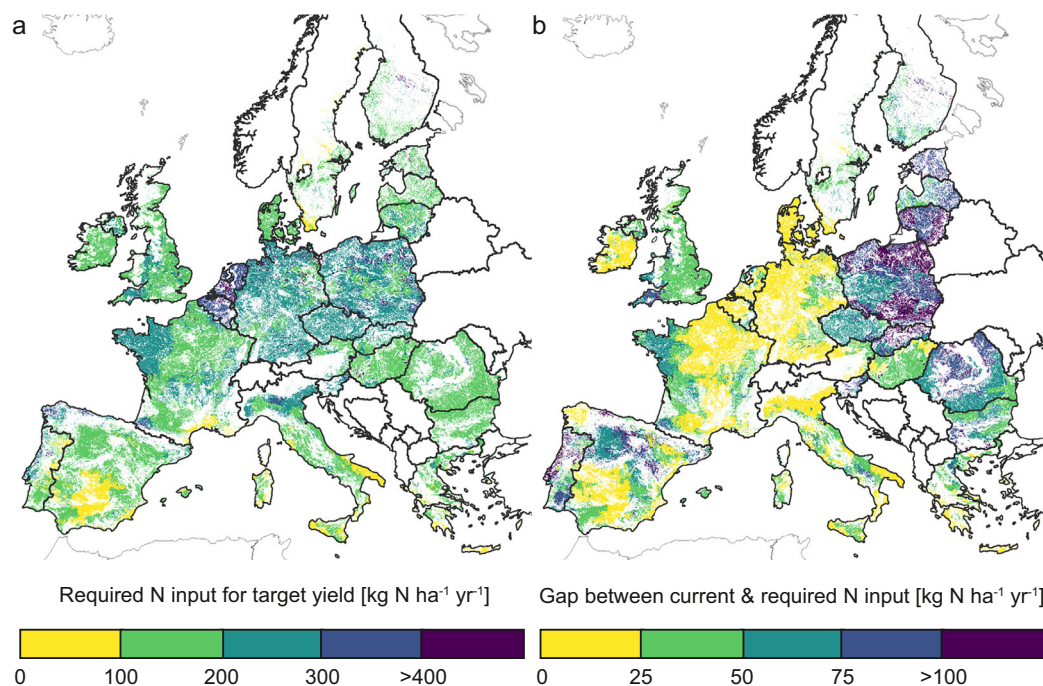 a
b
Required N input for target yield [kg N ha⁻¹ yr⁻¹]
Gap between current & required N input [kg N ha⁻¹ yr⁻¹]
0 100 200 300 >400
0 25 50 75 >100